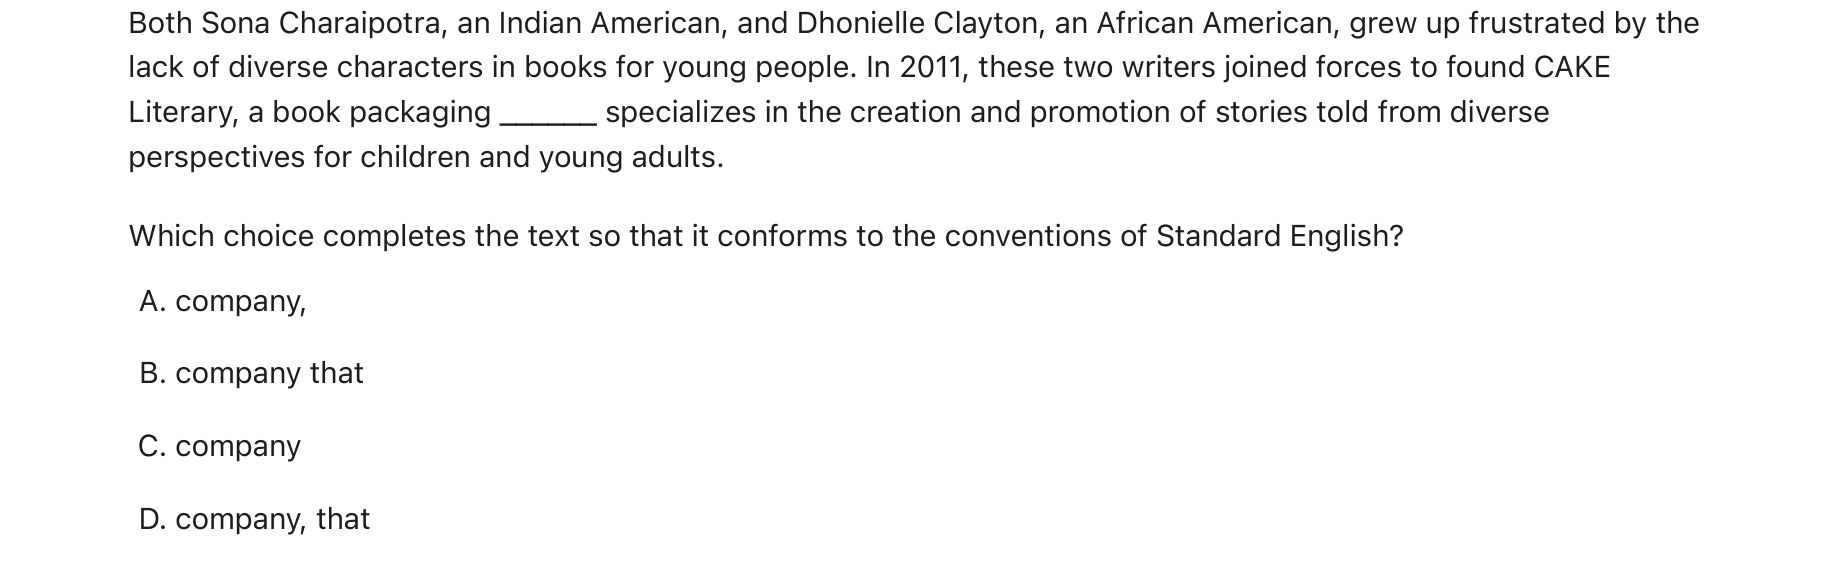 Both Sona Charaipotra, an Indian American, and Dhonielle Clayton, an African American, grew up frustrated by the
lack of diverse characters in books for young people. In 2011, these two writers joined forces to found CAKE
Literary, a book packaging ______ specializes in the creation and promotion of stories told from diverse
perspectives for children and young adults.
Which choice completes the text so that it conforms to the conventions of Standard English?
A. company,
B. company that
C. company
D. company, that